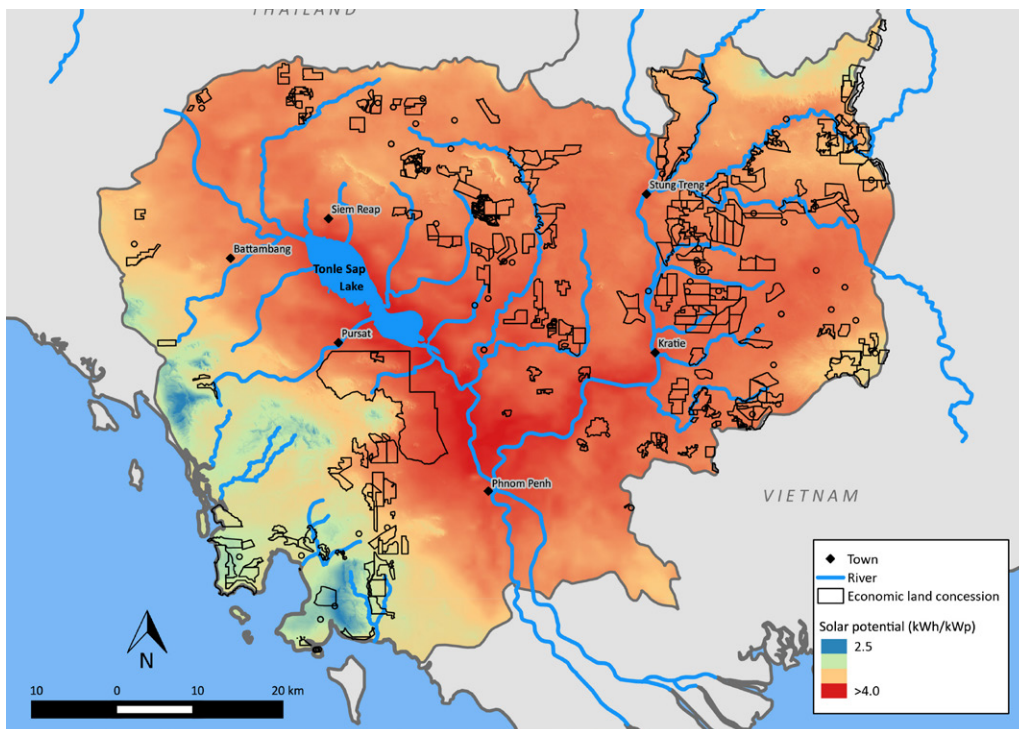 THAILAND
Stung Treng
Siem Reap
Battambang
Tonle Sap
Lake
Pursat
Kratie
Phnom Penh
VIETNAM
Town
River
Economic land concession
Solar potential (kWh/kWp)
2.5
>4.0
N
10 0 10 20 km